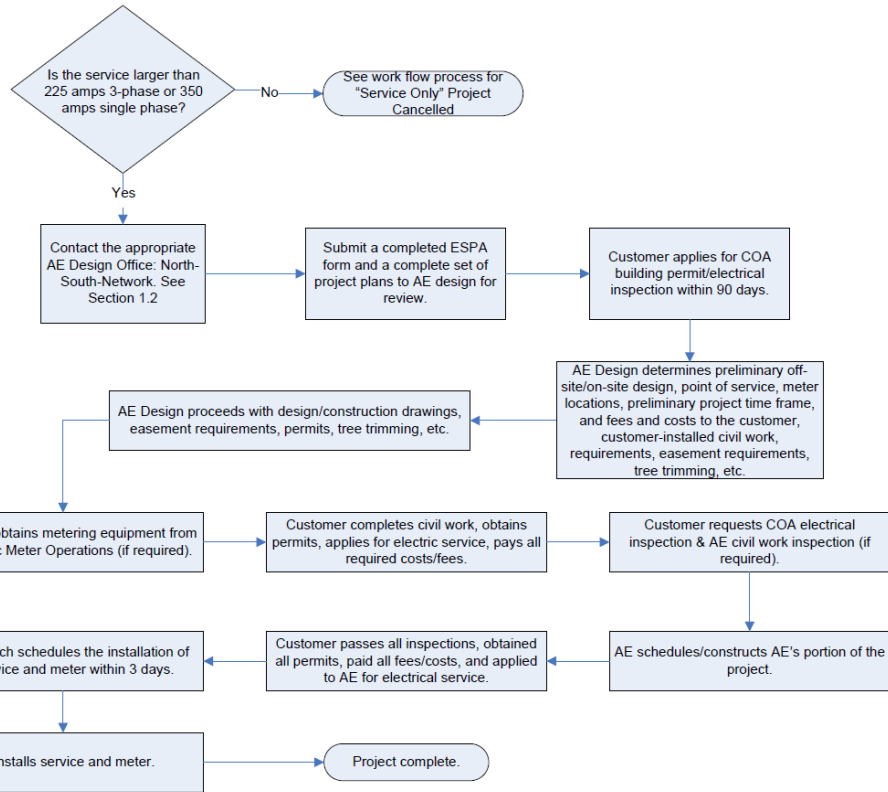 Is the service larger than
225 amps 3-phase or 350
amps single phase?
No
See work flow process for
“Service Only” Project
Cancelled
Yes
Contact the appropriate
AE Design Office: North-
South-Network. See
Section 1.2
Submit a completed ESPA
form and a complete set of
project plans to AE design for
review.
Customer applies for COA
building permit/electrical
inspection within 90 days.
AE Design determines preliminary off-
site/on-site design, point of service, meter
locations, preliminary project time frame,
and fees and costs to the customer,
customer-installed civil work,
requirements, easement requirements,
tree trimming, etc.
AE Design proceeds with design/construction drawings,
easement requirements, permits, tree trimming, etc.
obtains metering equipment from
Meter Operations (if required).
Customer completes civil work, obtains
permits, applies for electric service, pays all
required costs/fees.
Customer requests COA electrical
inspection & AE civil work inspection (if
required).
AE schedules/constructs AE’s portion of the
project.
Customer passes all inspections, obtained
all permits, paid all fees/costs, and applied
to AE for electrical service.
schedules the installation of
and meter within 3 days.
service and meter.
Project complete.